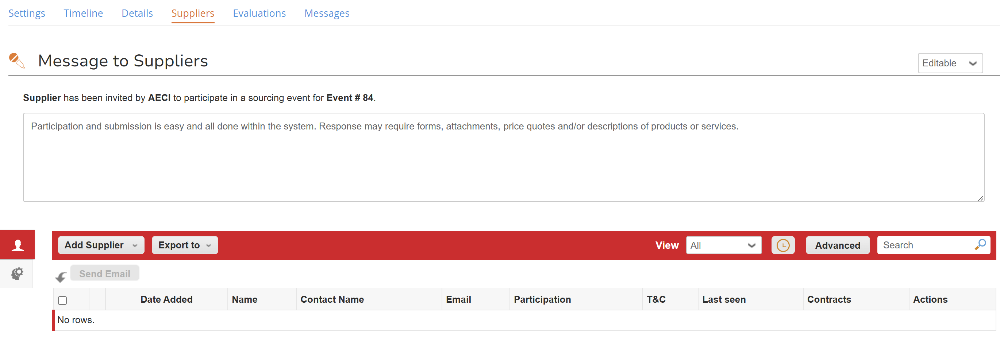 Settings Timeline Details Suppliers Evaluations Messages
Message to Suppliers
Editable
Supplier has been invited by AECI to participate in a sourcing event for Event # 84.
Participation and submission is easy and all done within the system. Response may require forms, attachments, price quotes and/or descriptions of products or services.
Add Supplier Export to View All Advanced Search
Send Email
Date Added Name Contact Name Email Participation T&C Last seen Contracts Actions
No rows.